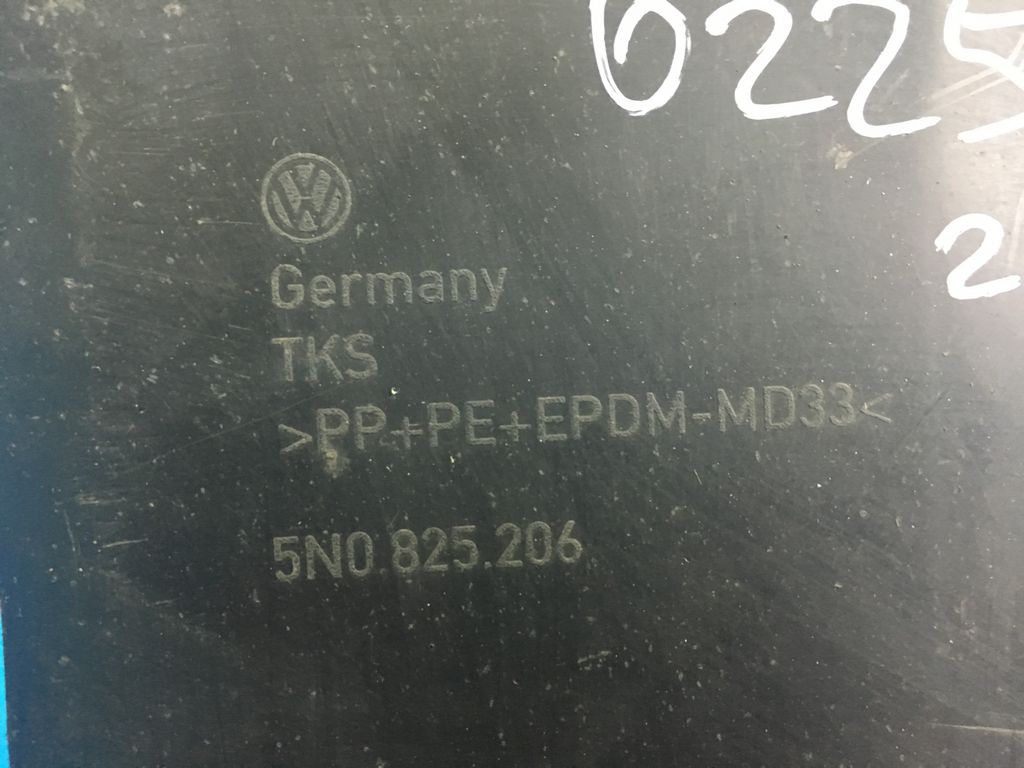 0225
2
Germany
TKS
>PP+PE+EPDM-MD33<
5N0.825.206